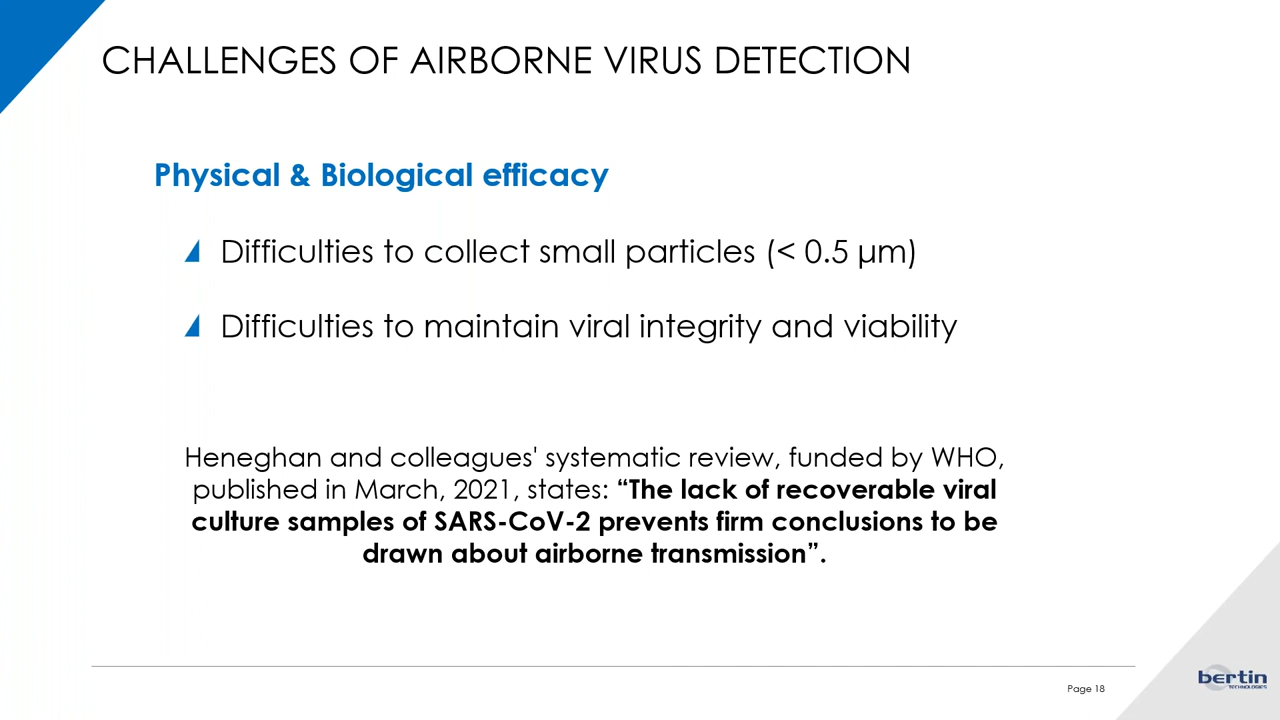 CHALLENGES OF AIRBORNE VIRUS DETECTION
Physical & Biological efficacy
Difficulties to collect small particles (< 0.5 µm)
Difficulties to maintain viral integrity and viability
Heneghan and colleagues' systematic review, funded by WHO,
published in March, 2021, states: “The lack of recoverable viral
culture samples of SARS-CoV-2 prevents firm conclusions to be
drawn about airborne transmission”.
Page 18
bertin
TECHNOLOGIES